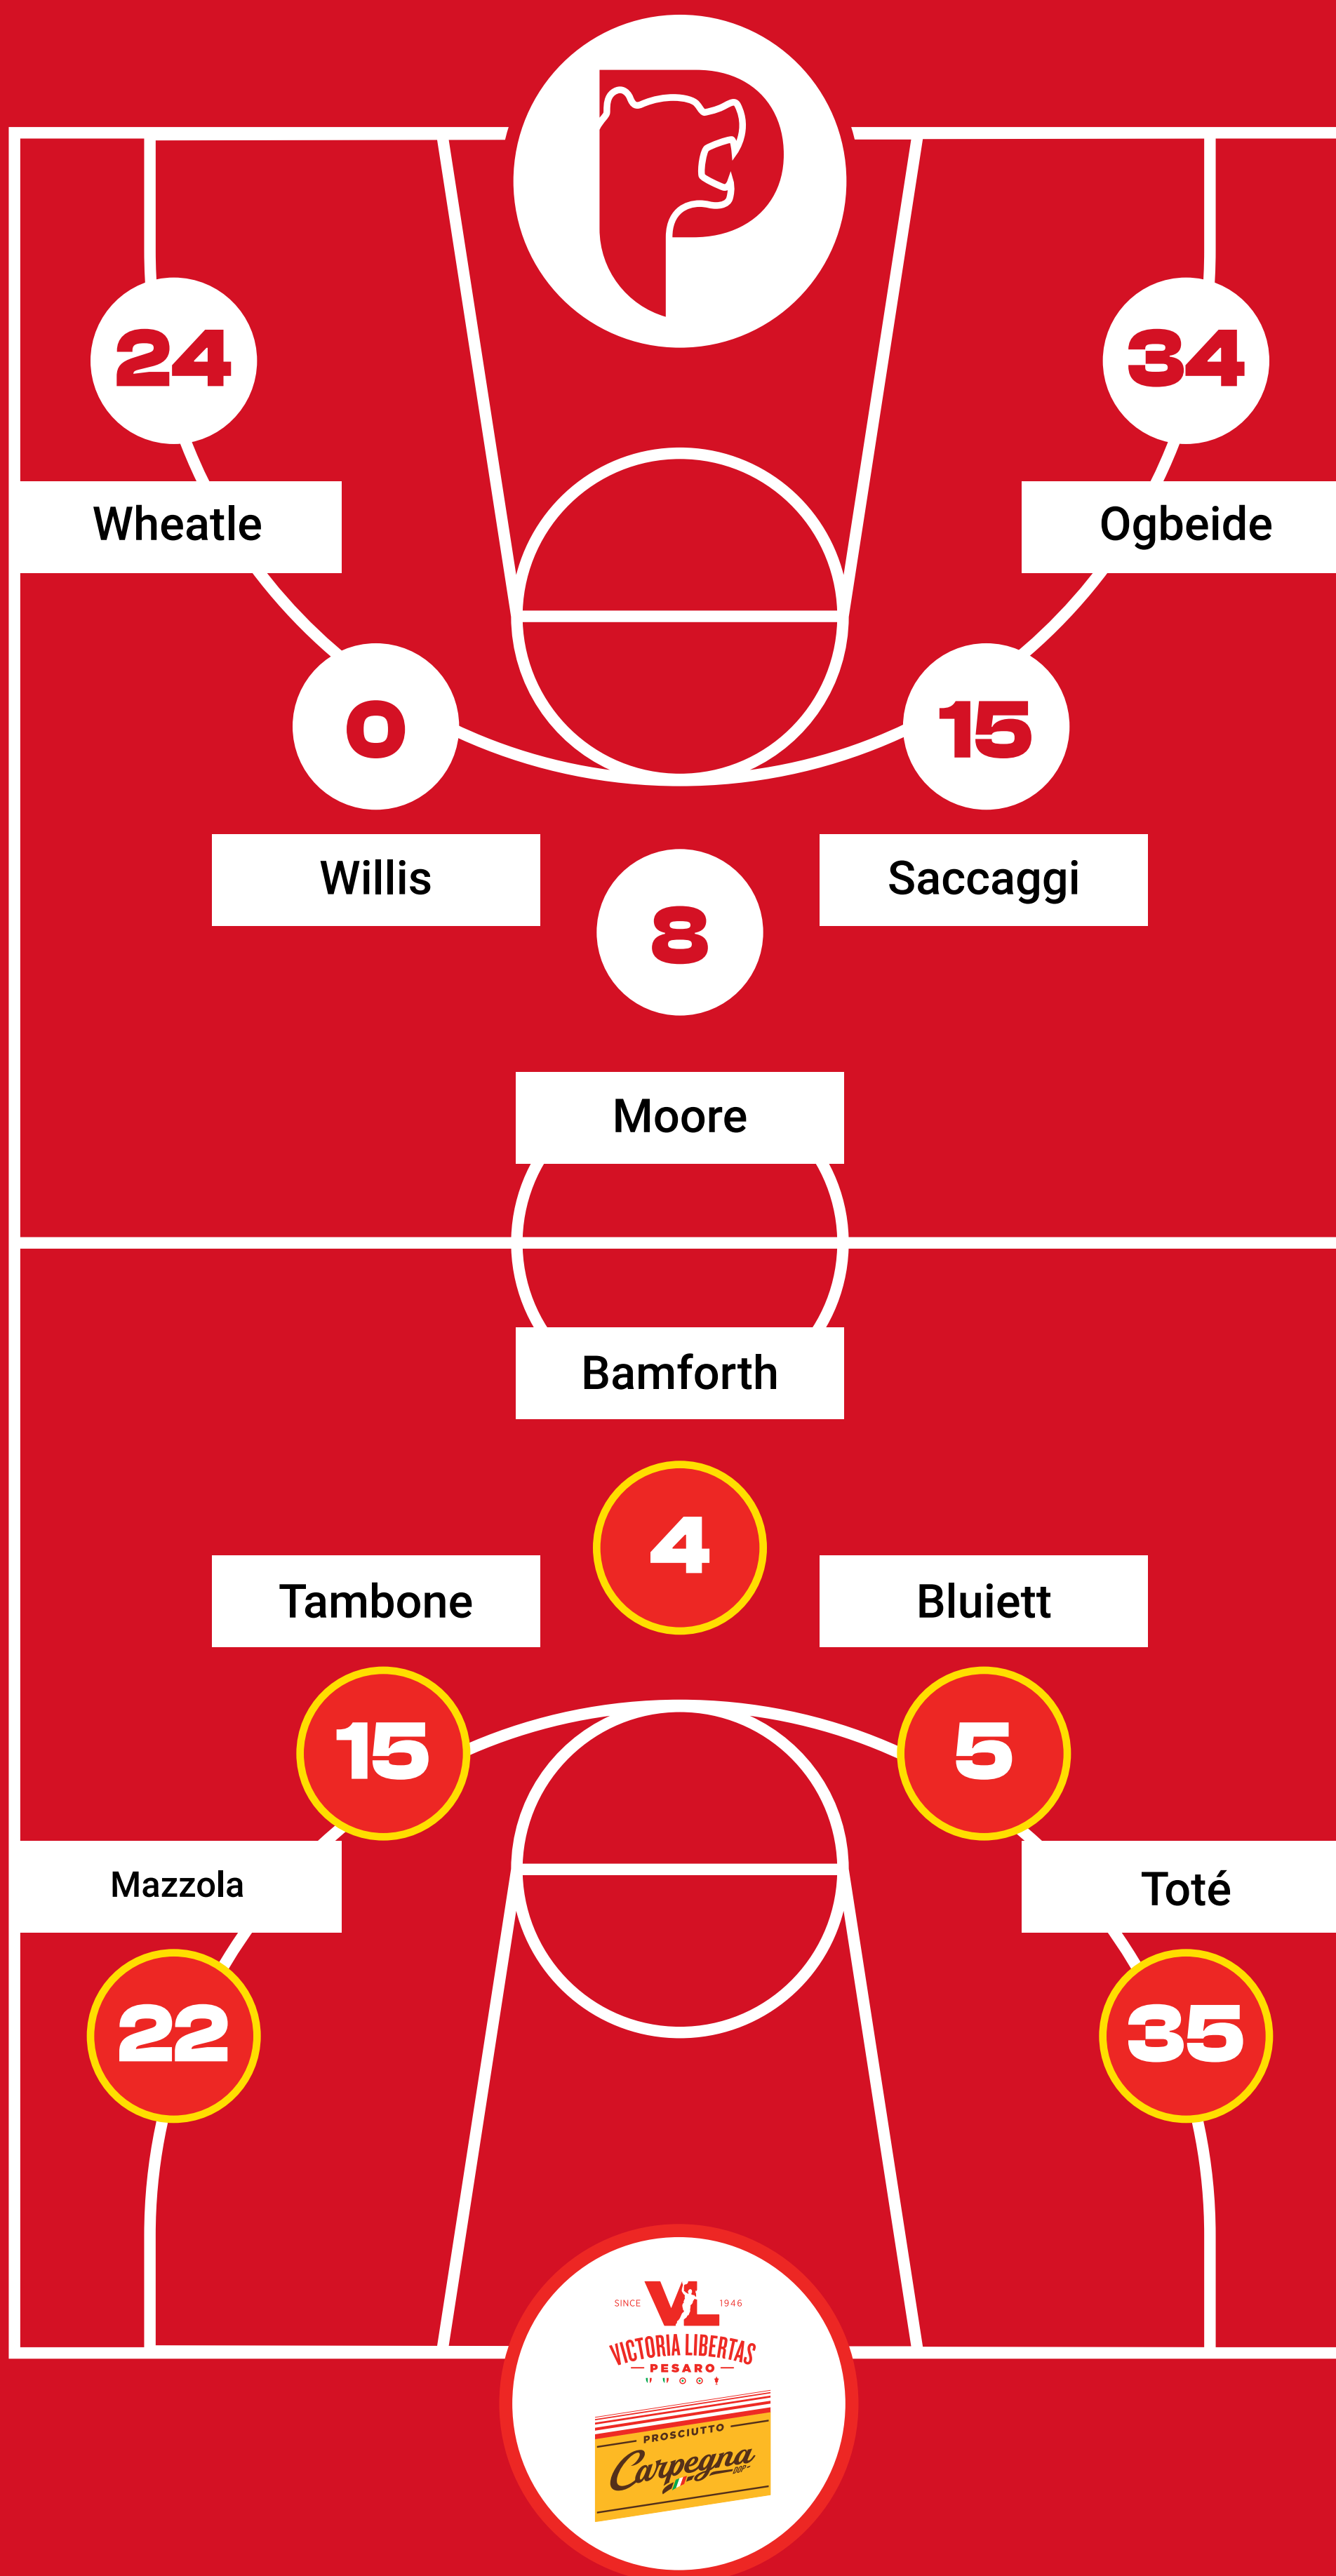 24
34
Wheatle
Ogbeide
0
15
Willis
Saccaggi
8
Moore
Bamforth
4
Tambone
Bluiett
15
5
Mazzola
Toté
22
35
SINCE VL 1946
VICTORIA LIBERTAS
PESARO
PROSCIUTTO
Carpegna
DOP